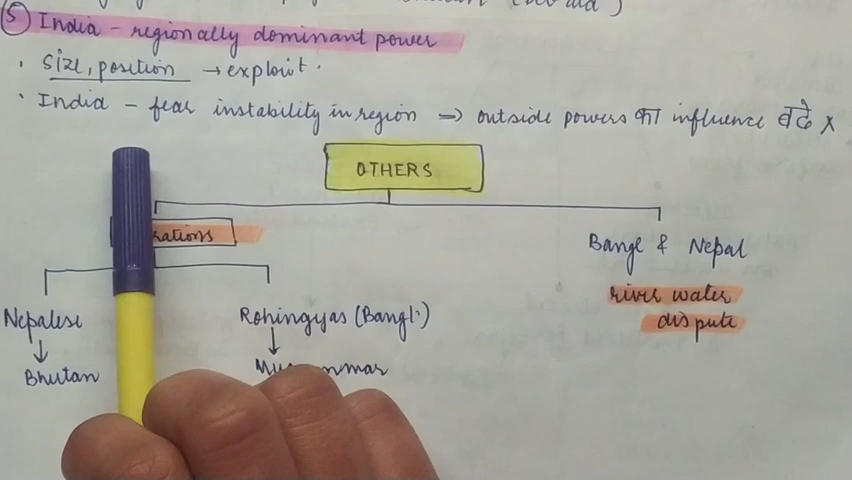 ⑤ India - regionally dominant power
· Size, position → exploit.
· India - fear instability in region => outside powers का influence बढे X
OTHERS
rations
Bangl & Nepal
river water
dispute
Nepalese
↓
Bhutan
Rohingyas (Bangl.)
↓